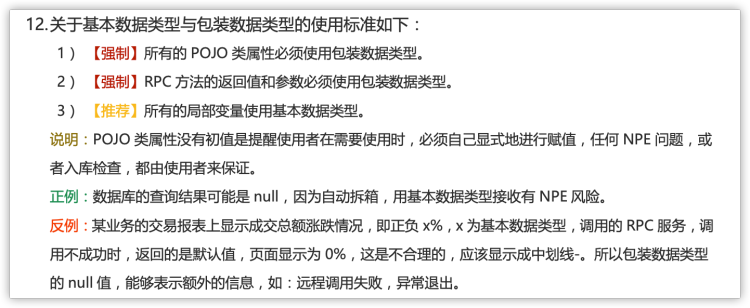 12.关于基本数据类型与包装数据类型的使用标准如下：
1） 【强制】所有的 POJO 类属性必须使用包装数据类型。
2） 【强制】RPC 方法的返回值和参数必须使用包装数据类型。
3） 【推荐】所有的局部变量使用基本数据类型。
说明：POJO 类属性没有初值是提醒使用者在需要使用时，必须自己显式地进行赋值，任何 NPE 问题，或
者入库检查，都由使用者来保证。
正例：数据库的查询结果可能是 null，因为自动拆箱，用基本数据类型接收有 NPE 风险。
反例：某业务的交易报表上显示成交总额涨跌情况，即正负 x%，x 为基本数据类型，调用的 RPC 服务，调
用不成功时，返回的是默认值，页面显示为 0%，这是不合理的，应该显示成中划线-。所以包装数据类型
的 null 值，能够表示额外的信息，如：远程调用失败，异常退出。